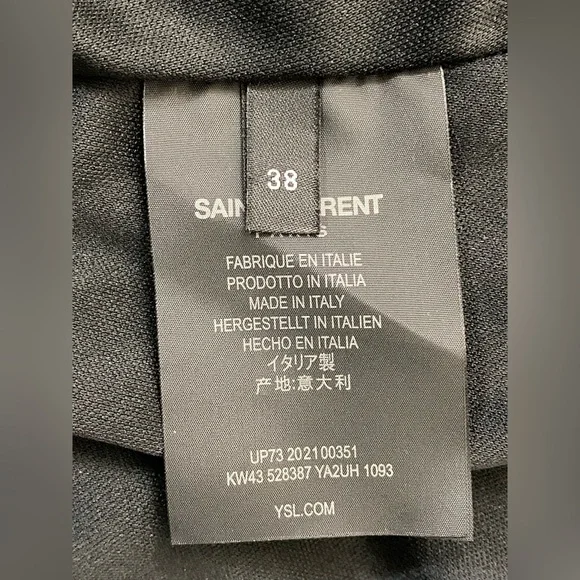 38
FABRIQUE EN ITALIE
PRODOTTO IN ITALIA
MADE IN ITALY
HERGESTELLT IN ITALIEN
HECHO EN ITALIA
イタリア製
产地:意大利
UP73 202100351
KW43 528387 YA2UH 1093
YSL.COM